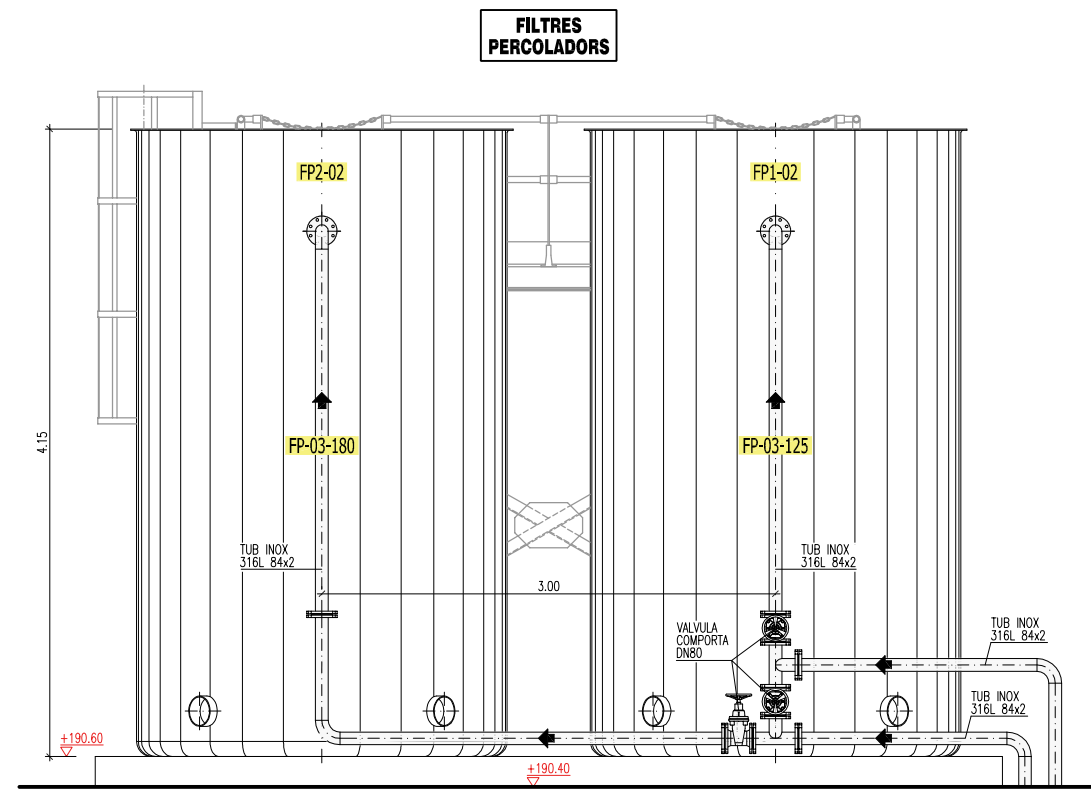 FILTRES
PERCOLADORS
FP2-02
FP1-02
FP-03-180
FP-03-125
4.15
TUB INOX
316L 84x2
TUB INOX
316L 84x2
3.00
VALVULA
COMPORTA
DN80
TUB INOX
316L 84x2
TUB INOX
316L 84x2
+190.60
+190.40